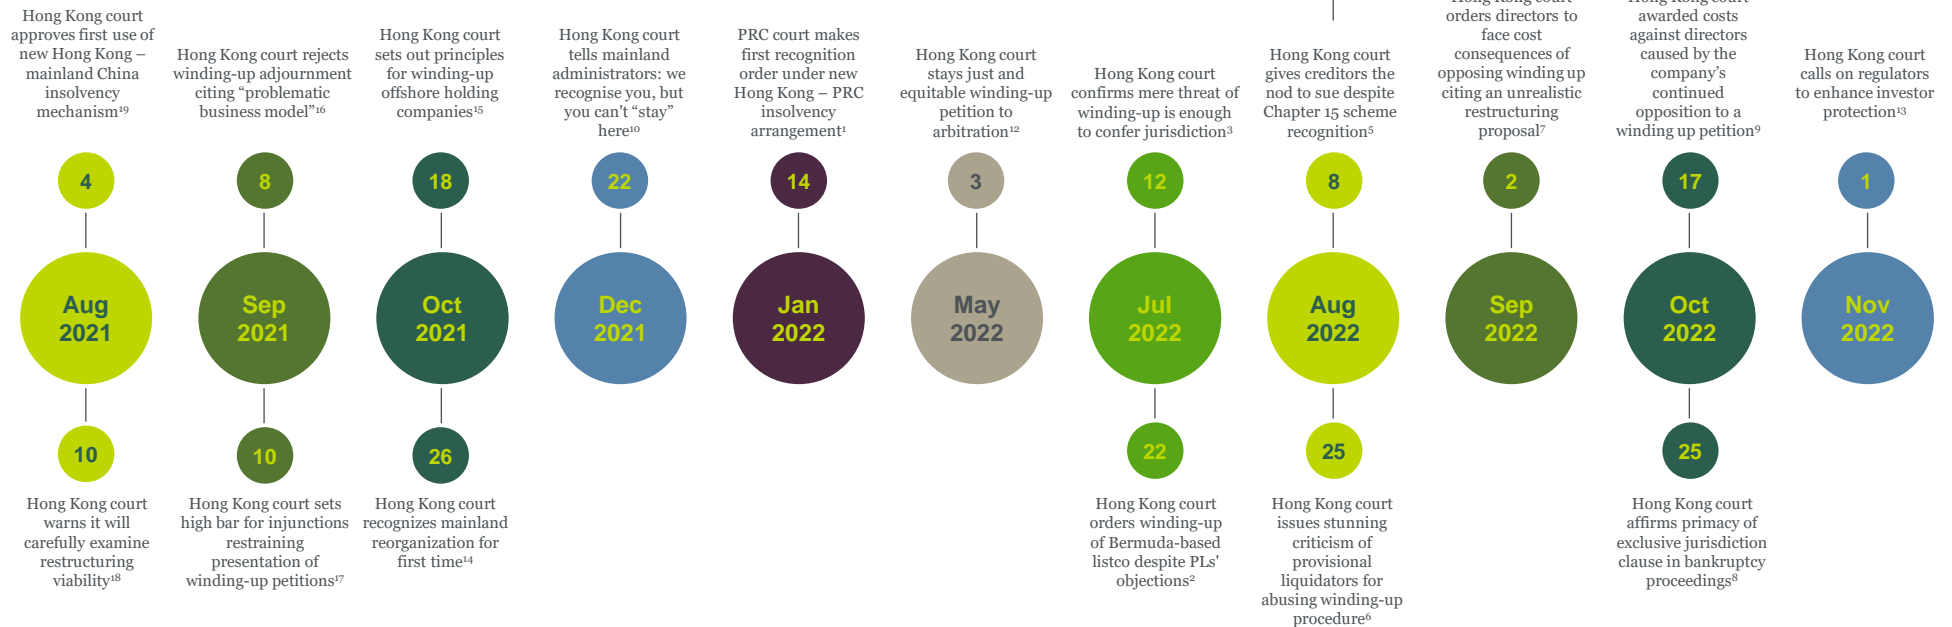 Hong Kong court
approves first use of
new Hong Kong –
mainland China
insolvency
mechanism¹⁹
4
Aug
2021
10
Hong Kong court
warns it will
carefully examine
restructuring
viability¹⁸
Hong Kong court rejects
winding-up adjournment
citing “problematic
business model”¹⁶
8
Sep
2021
10
Hong Kong court sets
high bar for injunctions
restraining
presentation of
winding-up petitions¹⁷
Hong Kong court
sets out principles
for winding-up
offshore holding
companies¹⁵
18
Oct
2021
26
Hong Kong court
recognizes mainland
reorganization for
first time¹⁴
Hong Kong court
tells mainland
administrators: we
recognise you, but
you can't “stay”
here¹⁰
22
Dec
2021
PRC court makes
first recognition
order under new
Hong Kong – PRC
insolvency
arrangement¹
14
Jan
2022
Hong Kong court
stays just and
equitable winding-up
petition to
arbitration¹²
3
May
2022
Hong Kong court
confirms mere threat of
winding-up is enough
to confer jurisdiction³
12
Jul
2022
22
Hong Kong court
orders winding-up
of Bermuda-based
listco despite PLs'
objections²
Hong Kong court
gives creditors the
nod to sue despite
Chapter 15 scheme
recognition⁵
8
Aug
2022
25
Hong Kong court
issues stunning
criticism of
provisional
liquidators for
abusing winding-up
procedure⁶
Hong Kong court
orders directors to
face cost
consequences of
opposing winding up
citing an unrealistic
restructuring
proposal⁷
2
Sep
2022
Hong Kong court
awarded costs
against directors
caused by the
company’s
continued
opposition to a
winding up petition⁹
17
Oct
2022
25
Hong Kong court
affirms primacy of
exclusive jurisdiction
clause in bankruptcy
proceedings⁸
Hong Kong court
calls on regulators
to enhance investor
protection¹³
1
Nov
2022